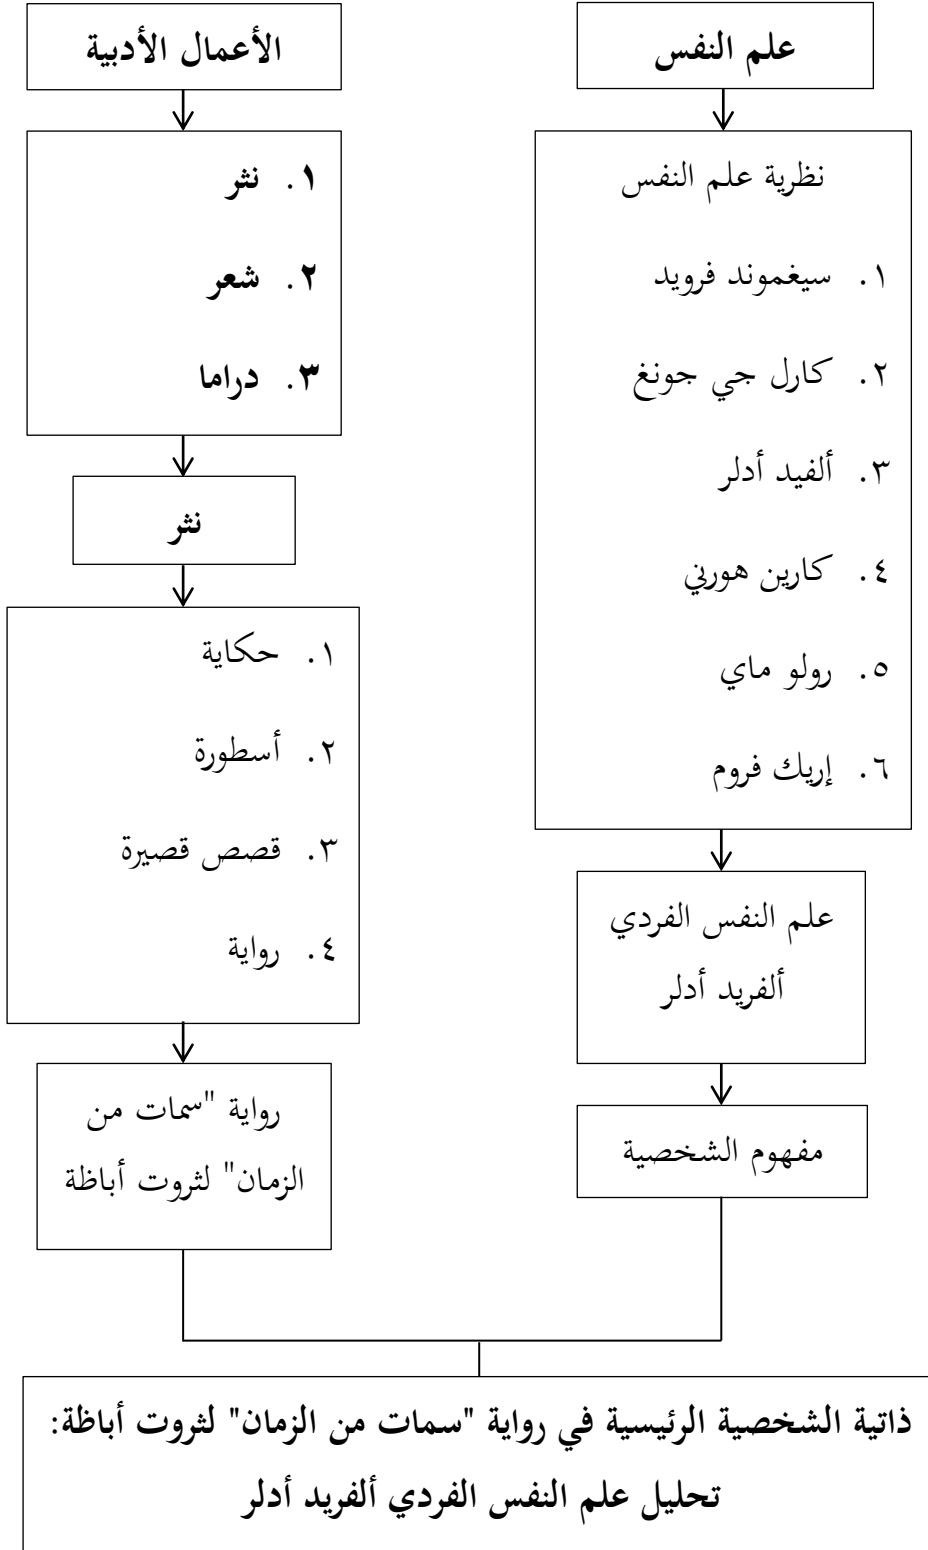 علم النفس
نظرية علم النفس
١. سيغموند فرويد
٢. كارل جي جونغ
٣. ألفيد أدلر
٤. كارين هورني
٥. رولو ماي
٦. إريك فروم
علم النفس الفردي
ألفريد أدلر
مفهوم الشخصية
الأعمال الأدبية
١. نثر
٢. شعر
٣. دراما
نثر
١. حكاية
٢. أسطورة
٣. قصص قصيرة
٤. رواية
رواية "سمات من
الزمان" لثروت أباظة
ذاتية الشخصية الرئيسية في رواية "سمات من الزمان" لثروت أباظة:
تحليل علم النفس الفردي ألفريد أدلر